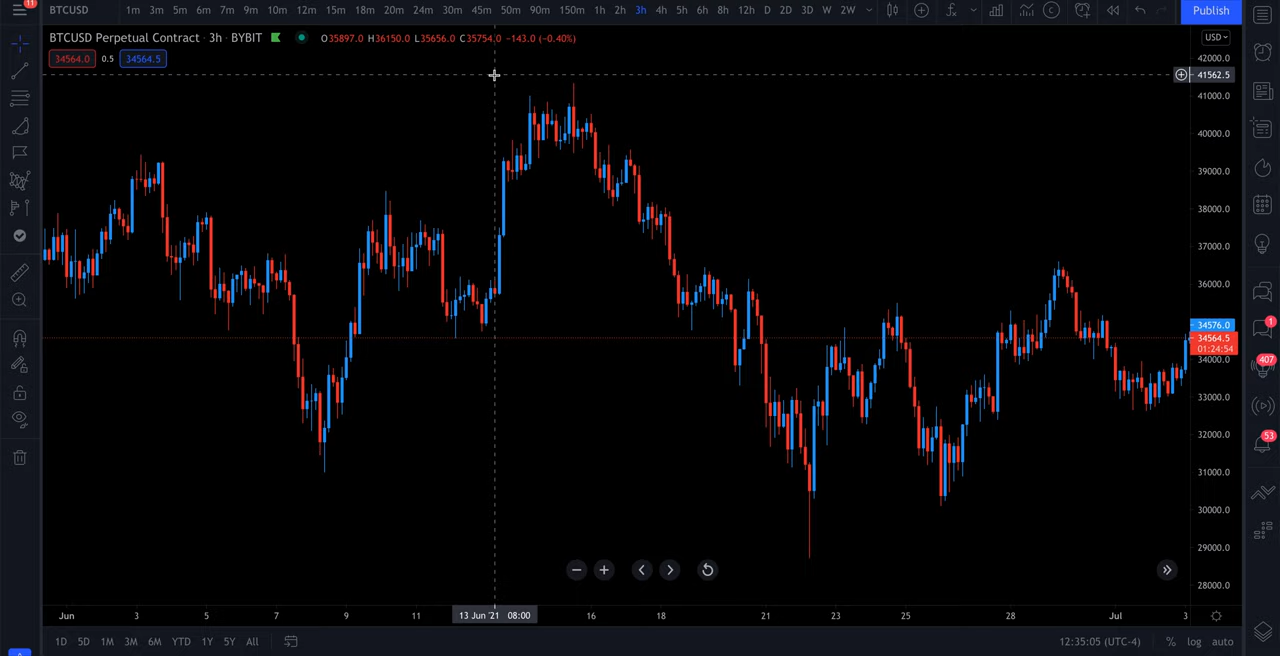 11
BTCUSD 1m 3m 5m 6m 7m 9m 10m 12m 15m 18m 20m 24m 30m 45m 50m 90m 150m 1h 2h 3h 4h 5h 6h 8h 12h D 2D 3D W 2W
Publish
BTCUSD Perpetual Contract · 3h · BYBIT O35897.0 H36150.0 L35656.0 C35754.0 −143.0 (−0.40%)
USD
34564.0 0.5 34564.5
42000.0
41562.5
41000.0
40000.0
39000.0
38000.0
37000.0
36000.0
34576.0
34564.5
01:24:54
34000.0
33000.0
32000.0
31000.0
30000.0
29000.0
28000.0
1
407
53
Jun 3 5 7 9 11 13 Jun '21 08:00 16 18 21 23 25 28 Jul 3
1D 5D 1M 3M 6M YTD 1Y 5Y All
12:35:05 (UTC-4) % log auto